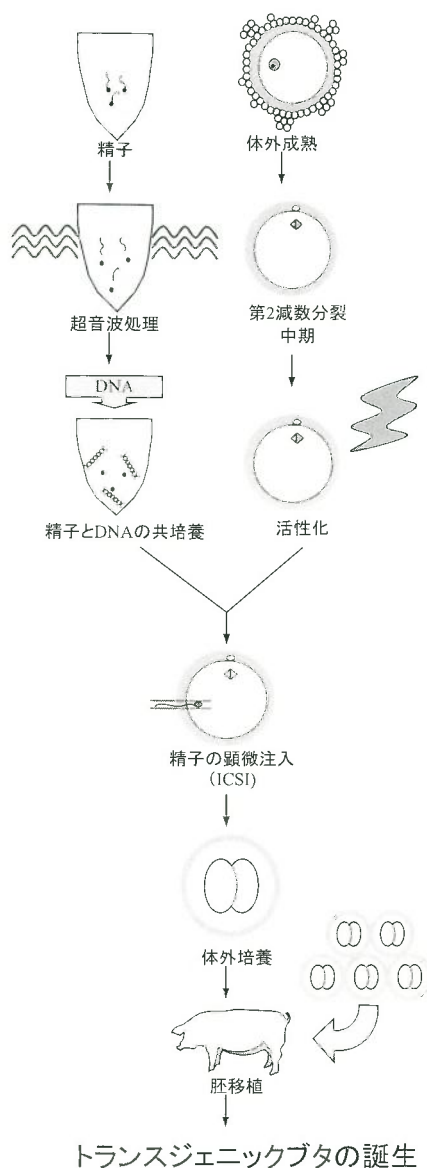 精子
体外成熟
超音波処理
第2減数分裂
中期
DNA
精子とDNAの共培養
活性化
精子の顕微注入
(ICSI)
体外培養
胚移植
トランスジェニックブタの誕生